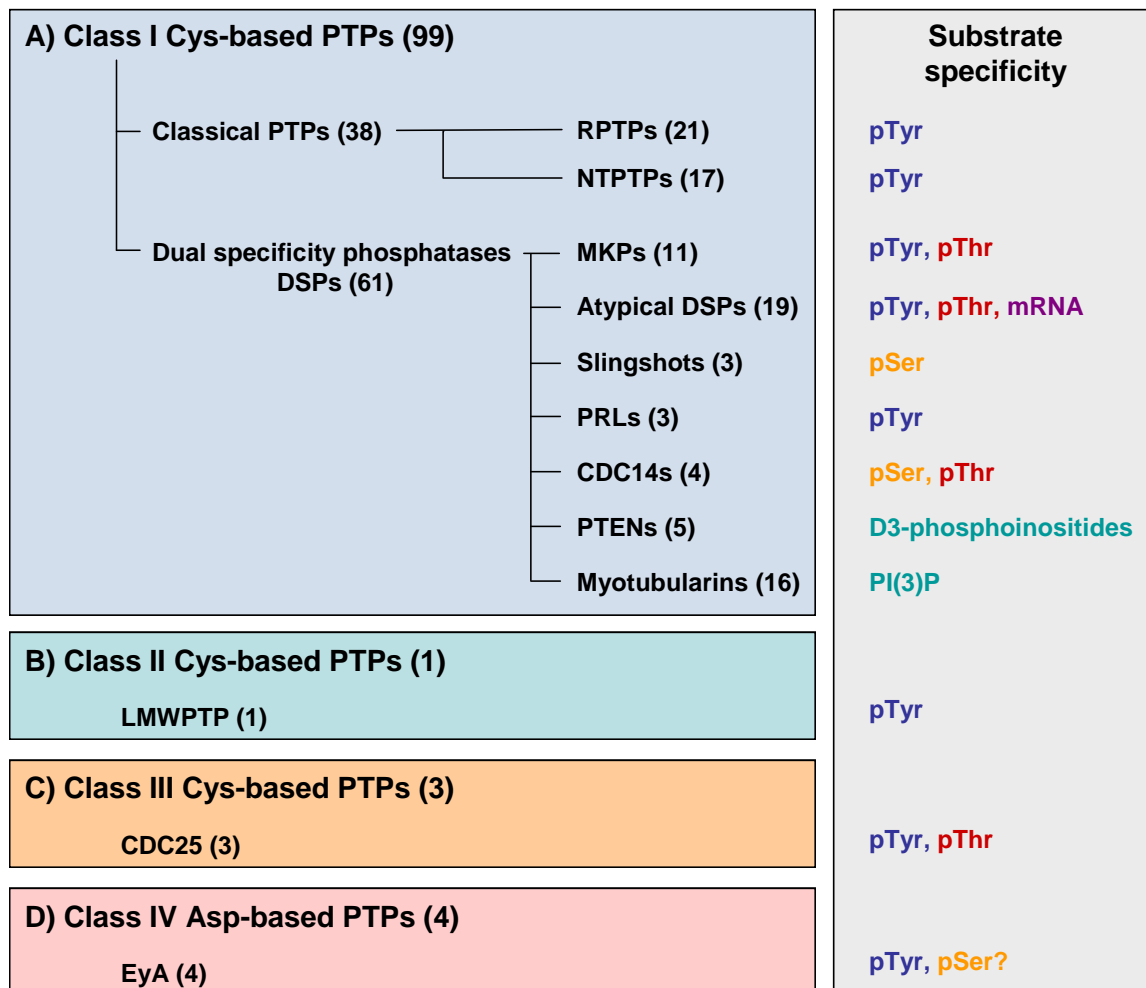 A) Class I Cys-based PTPs (99)
Substrate
specificity
Classical PTPs (38)
RPTPs (21)
pTyr
NTPTPs (17)
pTyr
Dual specificity phosphatases
DSPs (61)
MKPs (11)
pTyr, pThr
Atypical DSPs (19)
pTyr, pThr, mRNA
Slingshots (3)
pSer
PRLs (3)
pTyr
CDC14s (4)
pSer, pThr
PTENs (5)
D3-phosphoinositides
Myotubularins (16)
PI(3)P
B) Class II Cys-based PTPs (1)
LMWPTP (1)
pTyr
C) Class III Cys-based PTPs (3)
CDC25 (3)
pTyr, pThr
D) Class IV Asp-based PTPs (4)
EyA (4)
pTyr, pSer?